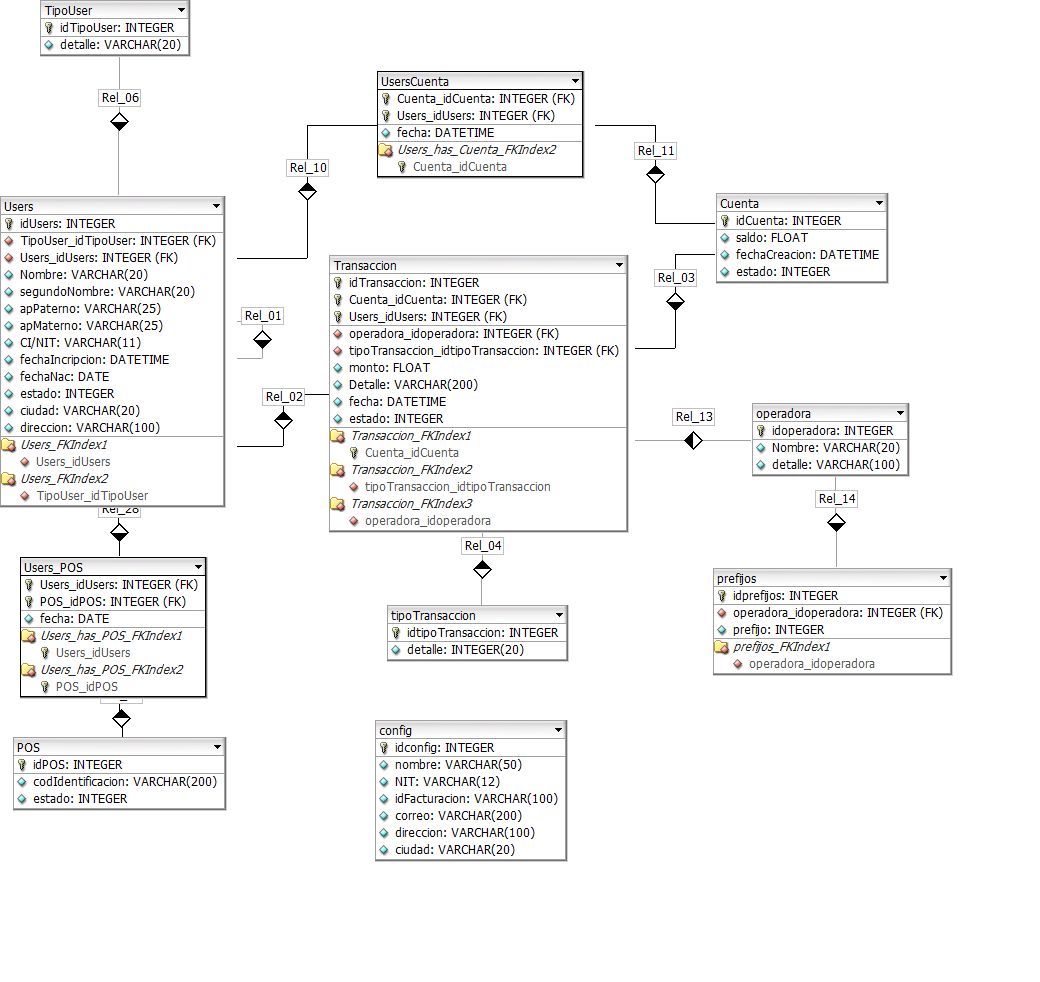 TipoUser
idTipoUser: INTEGER
detalle: VARCHAR(20)
Rel_06
UsersCuenta
Cuenta_idCuenta: INTEGER (FK)
Users_idUsers: INTEGER (FK)
fecha: DATETIME
Users_has_Cuenta_FKIndex2
Cuenta_idCuenta
Rel_10
Rel_11
Users
idUsers: INTEGER
TipoUser_idTipoUser: INTEGER (FK)
Users_idUsers: INTEGER (FK)
Nombre: VARCHAR(20)
segundoNombre: VARCHAR(20)
apPaterno: VARCHAR(25)
apMaterno: VARCHAR(25)
CI/NIT: VARCHAR(11)
fechaIncripcion: DATETIME
fechaNac: DATE
estado: INTEGER
ciudad: VARCHAR(20)
direccion: VARCHAR(100)
Users_FKIndex1
Users_idUsers
Users_FKIndex2
TipoUser_idTipoUser
Cuenta
idCuenta: INTEGER
saldo: FLOAT
fechaCreacion: DATETIME
estado: INTEGER
Rel_03
Rel_01
Rel_02
Transaccion
idTransaccion: INTEGER
Cuenta_idCuenta: INTEGER (FK)
Users_idUsers: INTEGER (FK)
operadora_idoperadora: INTEGER (FK)
tipoTransaccion_idtipoTransaccion: INTEGER (FK)
monto: FLOAT
Detalle: VARCHAR(200)
fecha: DATETIME
estado: INTEGER
Transaccion_FKIndex1
Cuenta_idCuenta
Transaccion_FKIndex2
tipoTransaccion_idtipoTransaccion
Transaccion_FKIndex3
operadora_idoperadora
Rel_13
operadora
idoperadora: INTEGER
Nombre: VARCHAR(20)
detalle: VARCHAR(100)
Rel_14
Rel_28
Rel_04
Users_POS
Users_idUsers: INTEGER (FK)
POS_idPOS: INTEGER (FK)
fecha: DATE
Users_has_POS_FKIndex1
Users_idUsers
Users_has_POS_FKIndex2
POS_idPOS
tipoTransaccion
idtipoTransaccion: INTEGER
detalle: INTEGER(20)
prefijos
idprefijos: INTEGER
operadora_idoperadora: INTEGER (FK)
prefijo: INTEGER
prefijos_FKIndex1
operadora_idoperadora
POS
idPOS: INTEGER
codIdentificacion: VARCHAR(200)
estado: INTEGER
config
idconfig: INTEGER
nombre: VARCHAR(50)
NIT: VARCHAR(12)
idFacturacion: VARCHAR(100)
correo: VARCHAR(200)
direccion: VARCHAR(100)
ciudad: VARCHAR(20)